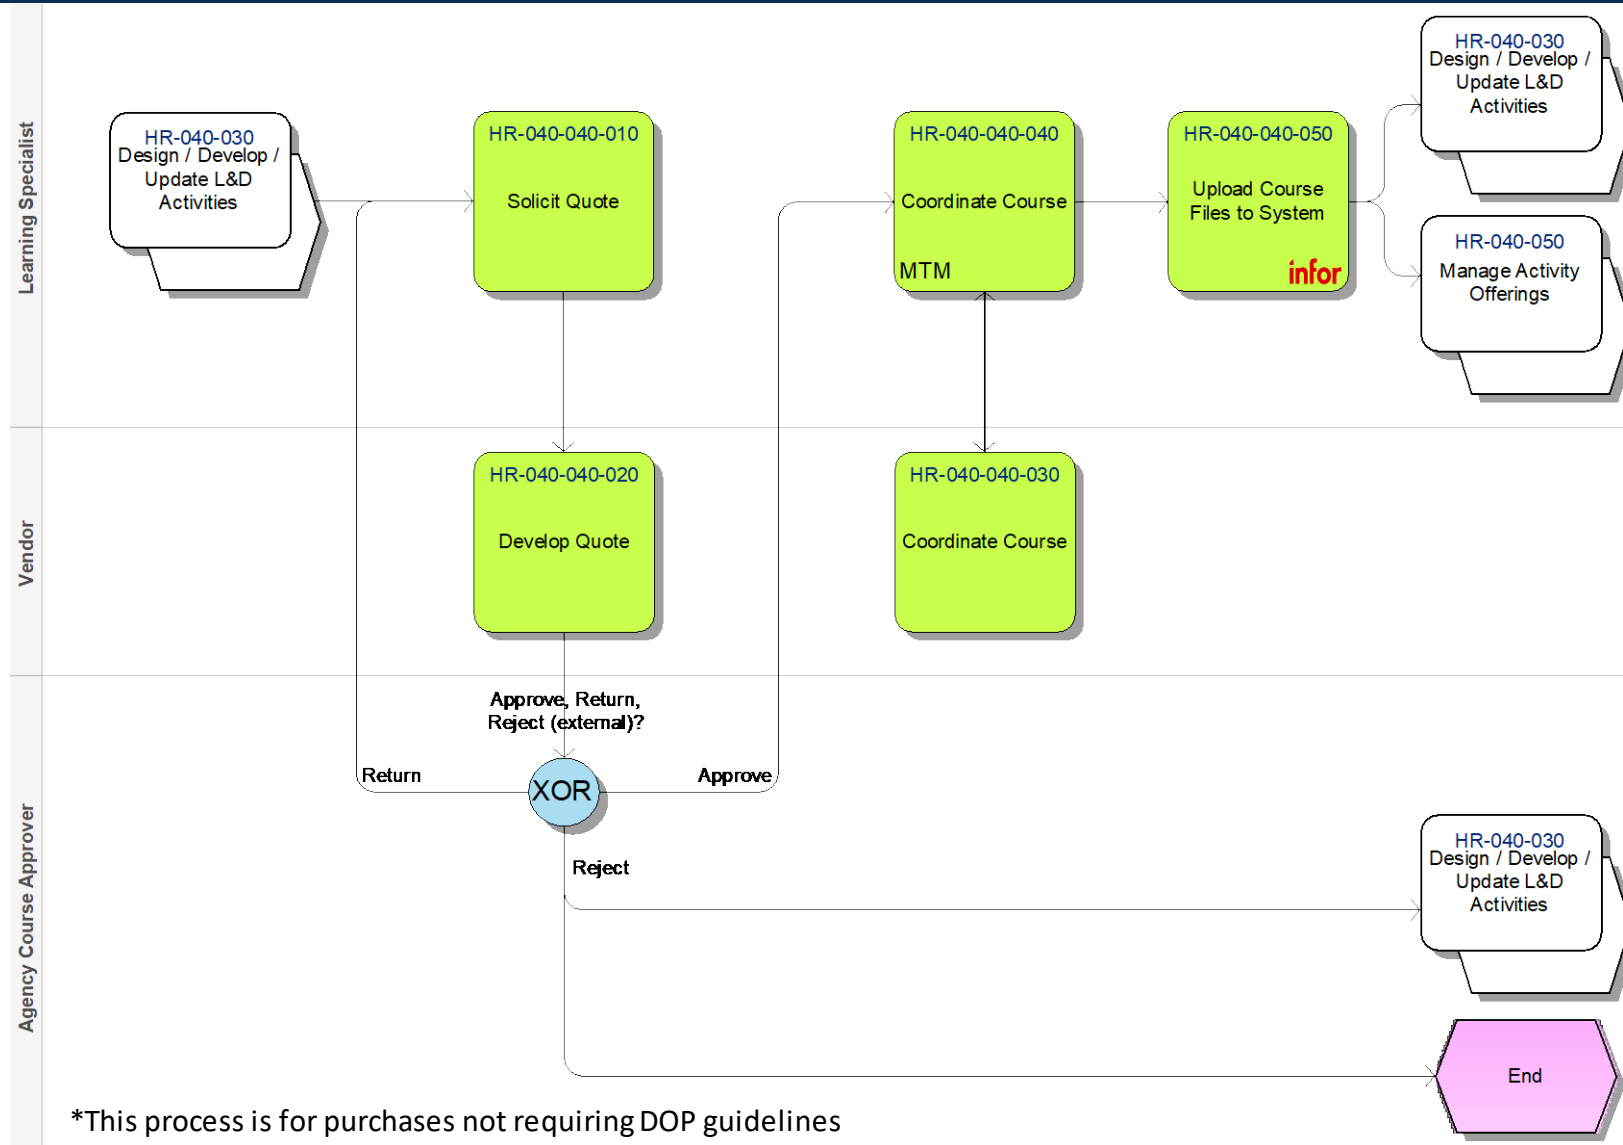 Learning Specialist
HR-040-030
Design / Develop /
Update L&D
Activities
HR-040-040-010
Solicit Quote
HR-040-040-040
Coordinate Course
MTM
HR-040-040-050
Upload Course
Files to System
infor
HR-040-030
Design / Develop /
Update L&D
Activities
HR-040-050
Manage Activity
Offerings
Vendor
HR-040-040-020
Develop Quote
HR-040-040-030
Coordinate Course
Agency Course Approver
Approve, Return,
Reject (external)?
Return
XOR
Approve
Reject
HR-040-030
Design / Develop /
Update L&D
Activities
End
*This process is for purchases not requiring DOP guidelines